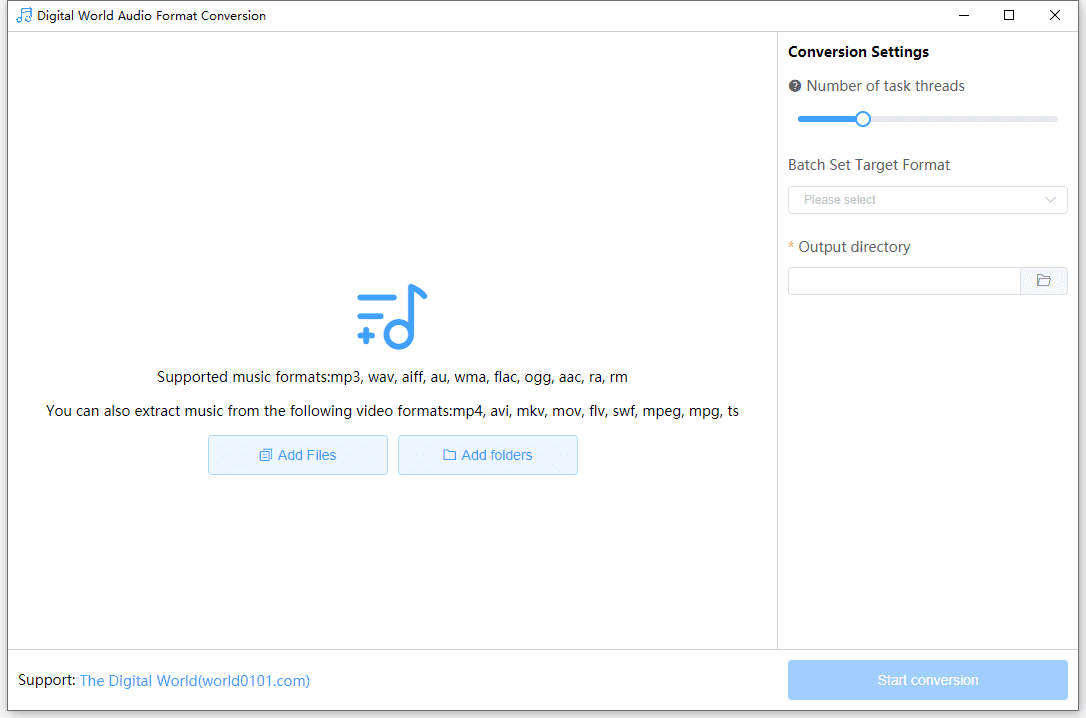 Digital World Audio Format Conversion
Conversion Settings
? Number of task threads
Batch Set Target Format
Please select
* Output directory
Supported music formats:mp3, wav, aiff, au, wma, flac, ogg, aac, ra, rm
You can also extract music from the following video formats:mp4, avi, mkv, mov, flv, swf, mpeg, mpg, ts
Add Files
Add folders
Support: The Digital World(world0101.com)
Start conversion